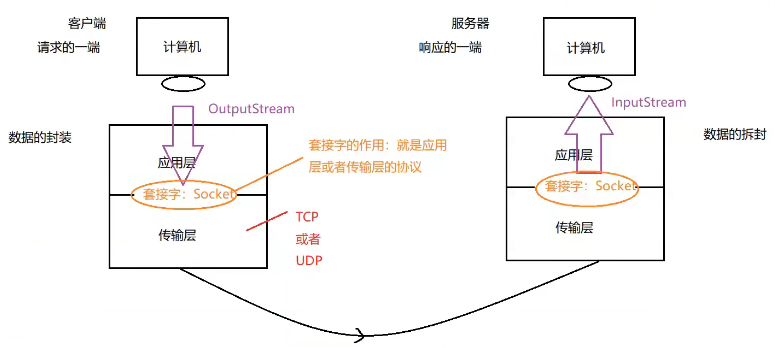 客户端
请求的一端
计算机
服务器
响应的一端
计算机
OutputStream
InputStream
数据的封装
数据的拆封
应用层
套接字：Socket
传输层
套接字的作用：就是应用
层或者传输层的协议
TCP
或者
UDP
应用层
套接字：Socket
传输层